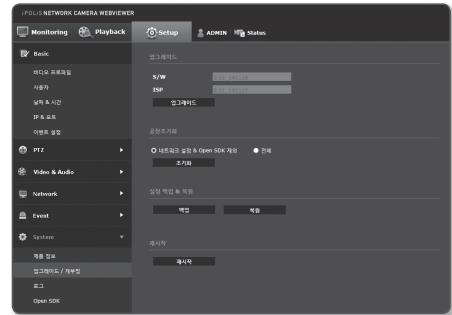 iPOLiS NETWORK CAMERA WEBVIEWER
Monitoring
Playback
Setup
ADMIN
Status
Basic
비디오 프로파일
사용자
날짜 & 시간
IP & 포트
이벤트 설정
PTZ
Video & Audio
Network
Event
System
제품 정보
업그레이드 / 재부팅
로그
Open SDK
업그레이드
S/W
ISP
업그레이드
공장초기화
네트워크 설정 & Open SDK 제외
전체
초기화
설정 백업 & 복원
백업
복원
재시작
재시작